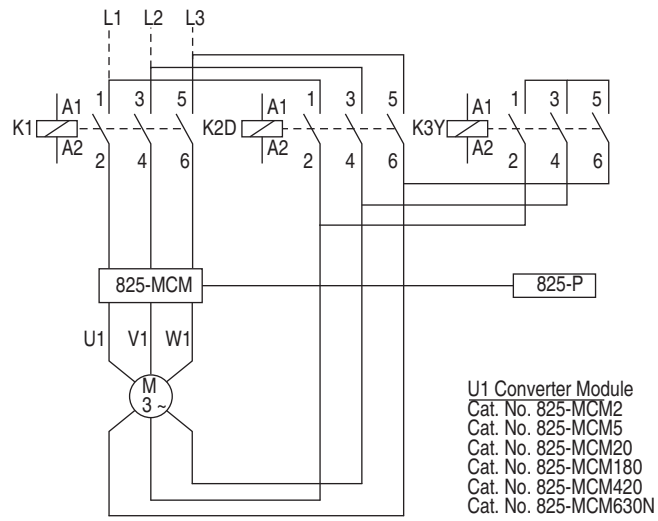 L1 L2 L3
1 3 5 1 3 5 1 3 5
A1 A1 A1
K1 K2D K3Y
A2 A2 A2
2 4 6 2 4 6 2 4 6
825-MCM 825-P
U1 V1 W1
M
3 ~
U1 Converter Module
Cat. No. 825-MCM2
Cat. No. 825-MCM5
Cat. No. 825-MCM20
Cat. No. 825-MCM180
Cat. No. 825-MCM420
Cat. No. 825-MCM630N